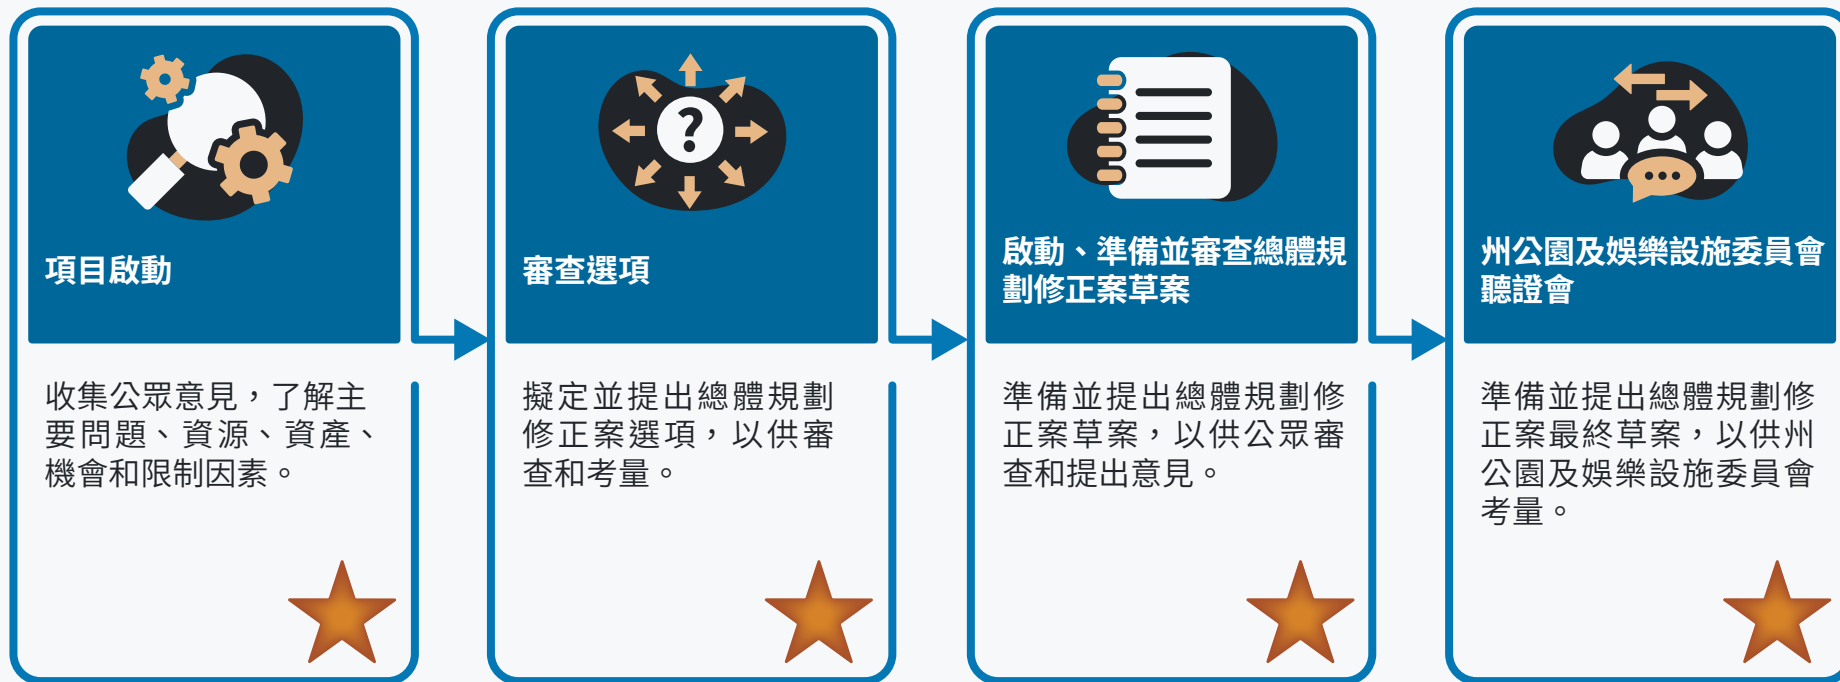 項目啟動
收集公眾意見，了解主
要問題、資源、資產、
機會和限制因素。
?
審查選項
擬定並提出總體規劃
修正案選項，以供審
查和考量。
啟動、準備並審查總體規
劃修正案草案
準備並提出總體規劃修
正案草案，以供公眾審
查和提出意見。
州公園及娛樂設施委員會
聽證會
準備並提出總體規劃修
正案最終草案，以供州
公園及娛樂設施委員會
考量。